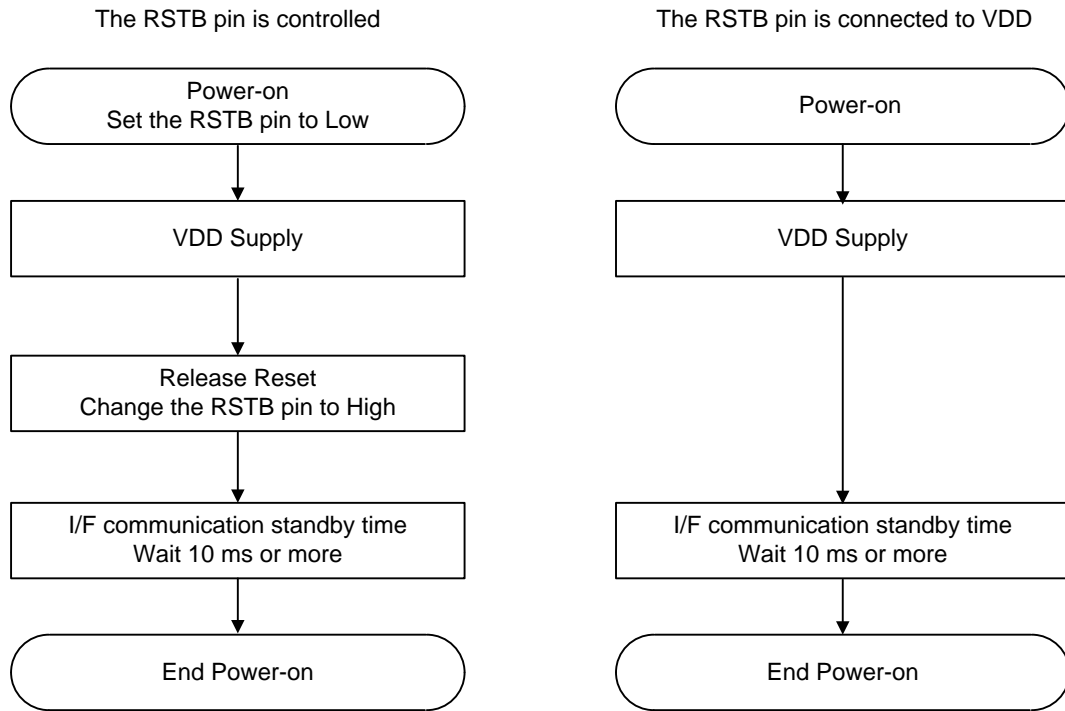 The RSTB pin is controlled
Power-on
Set the RSTB pin to Low
VDD Supply
Release Reset
Change the RSTB pin to High
I/F communication standby time
Wait 10 ms or more
End Power-on
The RSTB pin is connected to VDD
Power-on
VDD Supply
I/F communication standby time
Wait 10 ms or more
End Power-on